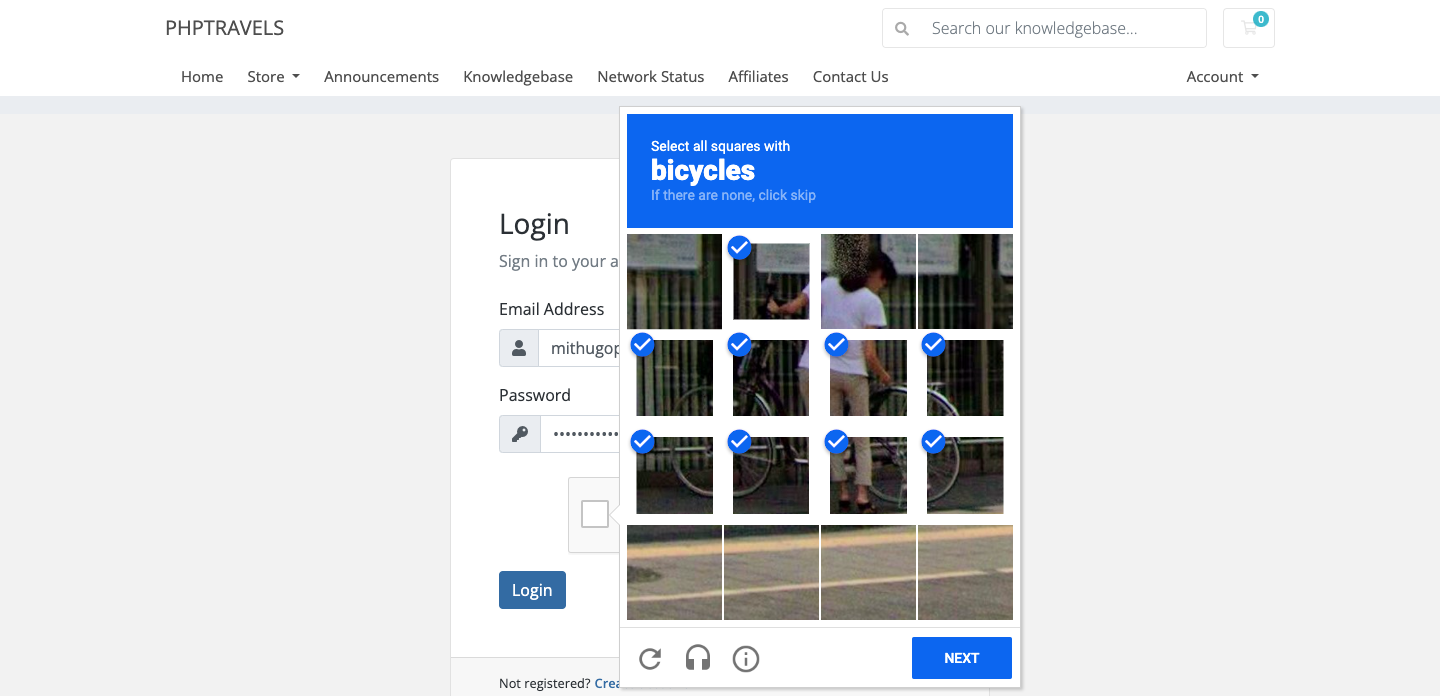 PHPTRAVELS
Search our knowledgebase...
0
Home Store Announcements Knowledgebase Network Status Affiliates Contact Us Account
Select all squares with
bicycles
If there are none, click skip
Login
Sign in to your a
Email Address
mithugop
Password
••••••••••••
Login
NEXT
Not registered? Crea